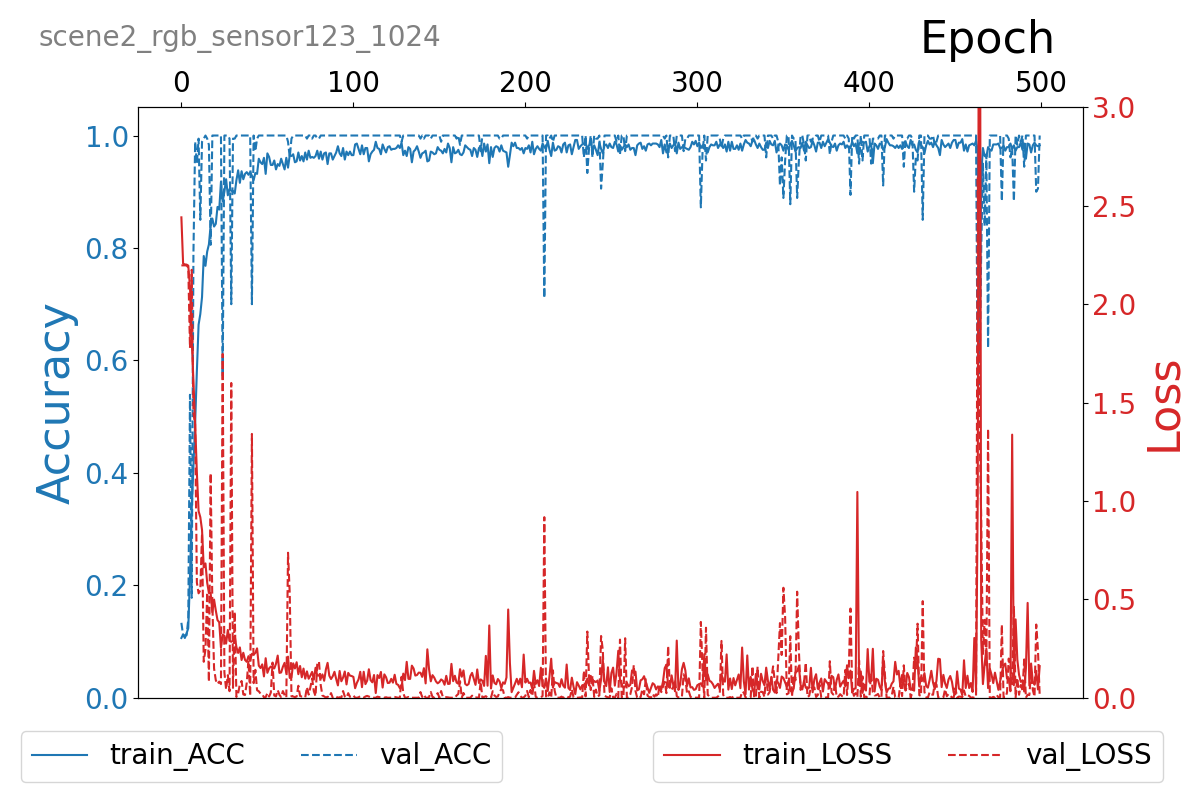 scene2_rgb_sensor123_1024
Epoch
0 100 200 300 400 500
1.0
0.8
0.6
0.4
0.2
0.0
Accuracy
3.0
2.5
2.0
1.5
1.0
0.5
0.0
Loss
train_ACC val_ACC
train_LOSS val_LOSS